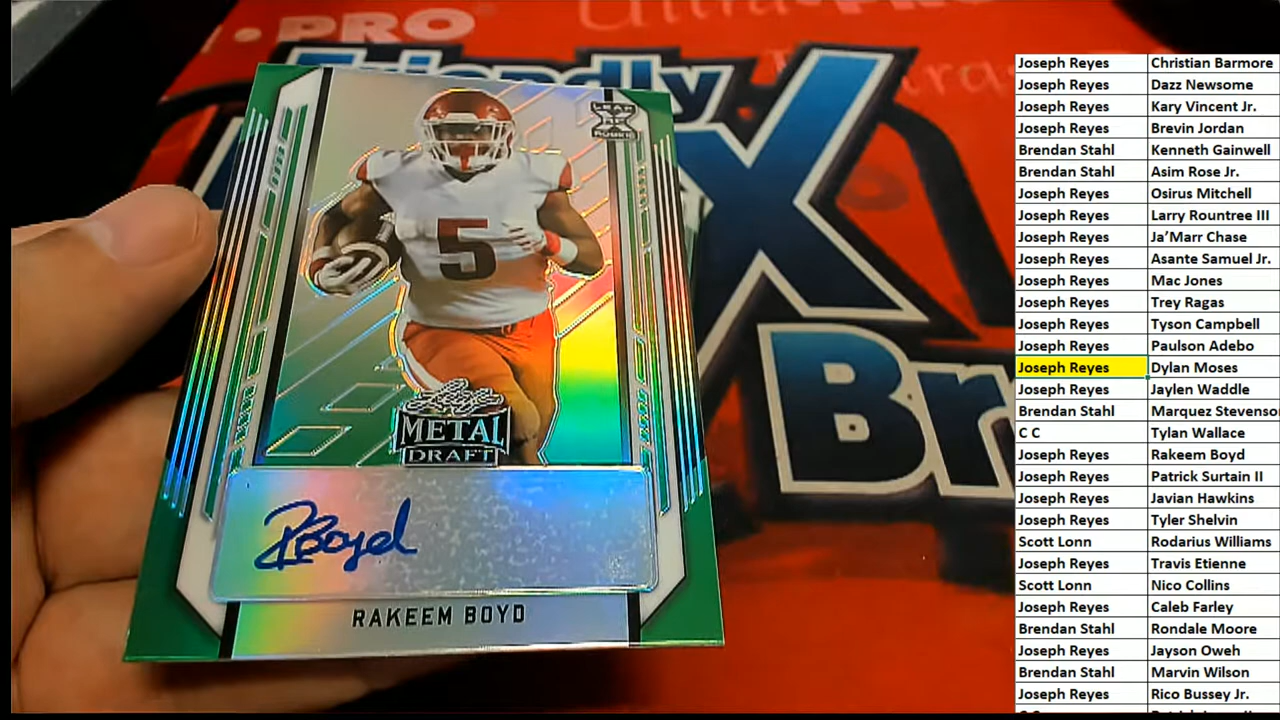 PRO
Ultra PRO
Friendly
X
Br
LEAF
XRC
ROOKIE
5
Leaf
METAL
DRAFT
RBoyd
RAKEEM BOYD
Joseph Reyes Christian Barmore
Joseph Reyes Dazz Newsome
Joseph Reyes Kary Vincent Jr.
Joseph Reyes Brevin Jordan
Brendan Stahl Kenneth Gainwell
Brendan Stahl Asim Rose Jr.
Joseph Reyes Osirus Mitchell
Joseph Reyes Larry Rountree III
Joseph Reyes Ja’Marr Chase
Joseph Reyes Asante Samuel Jr.
Joseph Reyes Mac Jones
Joseph Reyes Trey Ragas
Joseph Reyes Tyson Campbell
Joseph Reyes Paulson Adebo
Joseph Reyes Dylan Moses
Joseph Reyes Jaylen Waddle
Brendan Stahl Marquez Stevenso
C C Tylan Wallace
Joseph Reyes Rakeem Boyd
Joseph Reyes Patrick Surtain II
Joseph Reyes Javian Hawkins
Joseph Reyes Tyler Shelvin
Scott Lonn Rodarius Williams
Joseph Reyes Travis Etienne
Scott Lonn Nico Collins
Joseph Reyes Caleb Farley
Brendan Stahl Rondale Moore
Joseph Reyes Jayson Oweh
Brendan Stahl Marvin Wilson
Joseph Reyes Rico Bussey Jr.